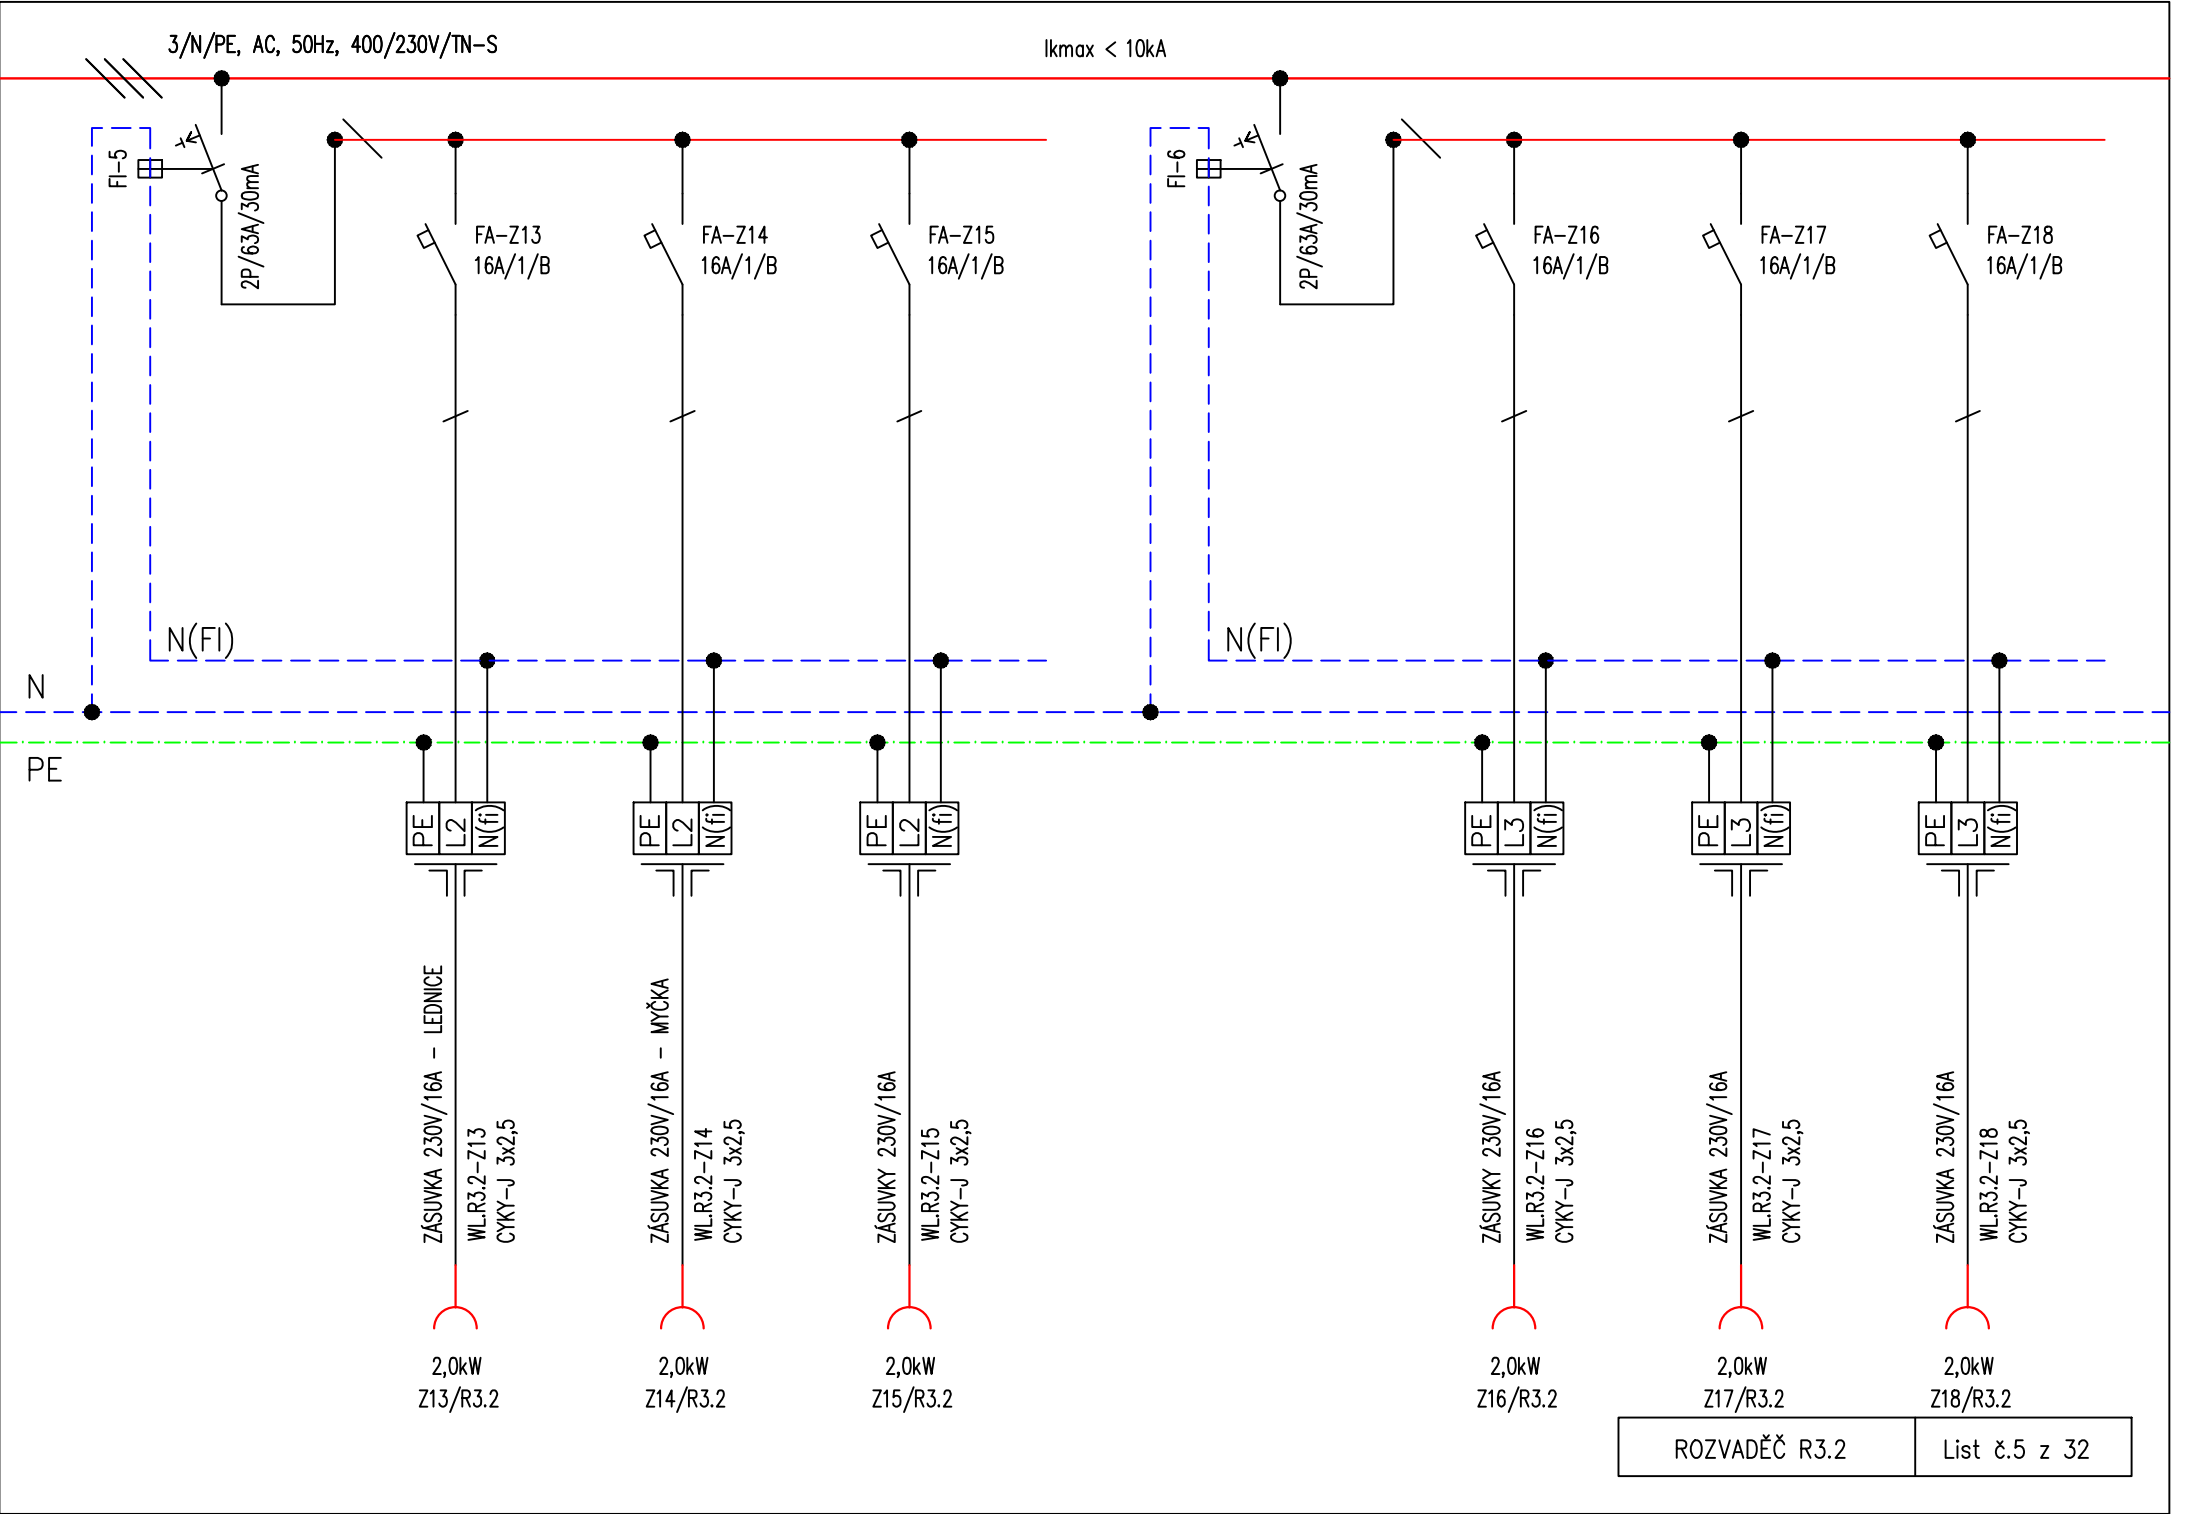 3/N/PE, AC, 50Hz, 400/230V/TN-S
Ikmax < 10kA
FI-5
2P/63A/30mA
FA-Z13
16A/1/B
FA-Z14
16A/1/B
FA-Z15
16A/1/B
FI-6
2P/63A/30mA
FA-Z16
16A/1/B
FA-Z17
16A/1/B
FA-Z18
16A/1/B
N(FI)
N(FI)
N
PE
PE L2 N(fi)
PE L2 N(fi)
PE L2 N(fi)
PE L3 N(fi)
PE L3 N(fi)
PE L3 N(fi)
ZÁSUVKA 230V/16A - LEDNICE
WL.R3.2-Z13
CYKY-J 3x2,5
ZÁSUVKA 230V/16A - MYČKA
WL.R3.2-Z14
CYKY-J 3x2,5
ZÁSUVKY 230V/16A
WL.R3.2-Z15
CYKY-J 3x2,5
ZÁSUVKY 230V/16A
WL.R3.2-Z16
CYKY-J 3x2,5
ZÁSUVKA 230V/16A
WL.R3.2-Z17
CYKY-J 3x2,5
ZÁSUVKA 230V/16A
WL.R3.2-Z18
CYKY-J 3x2,5
2,0kW
Z13/R3.2
2,0kW
Z14/R3.2
2,0kW
Z15/R3.2
2,0kW
Z16/R3.2
2,0kW
Z17/R3.2
2,0kW
Z18/R3.2
ROZVADĚČ R3.2
List č.5 z 32